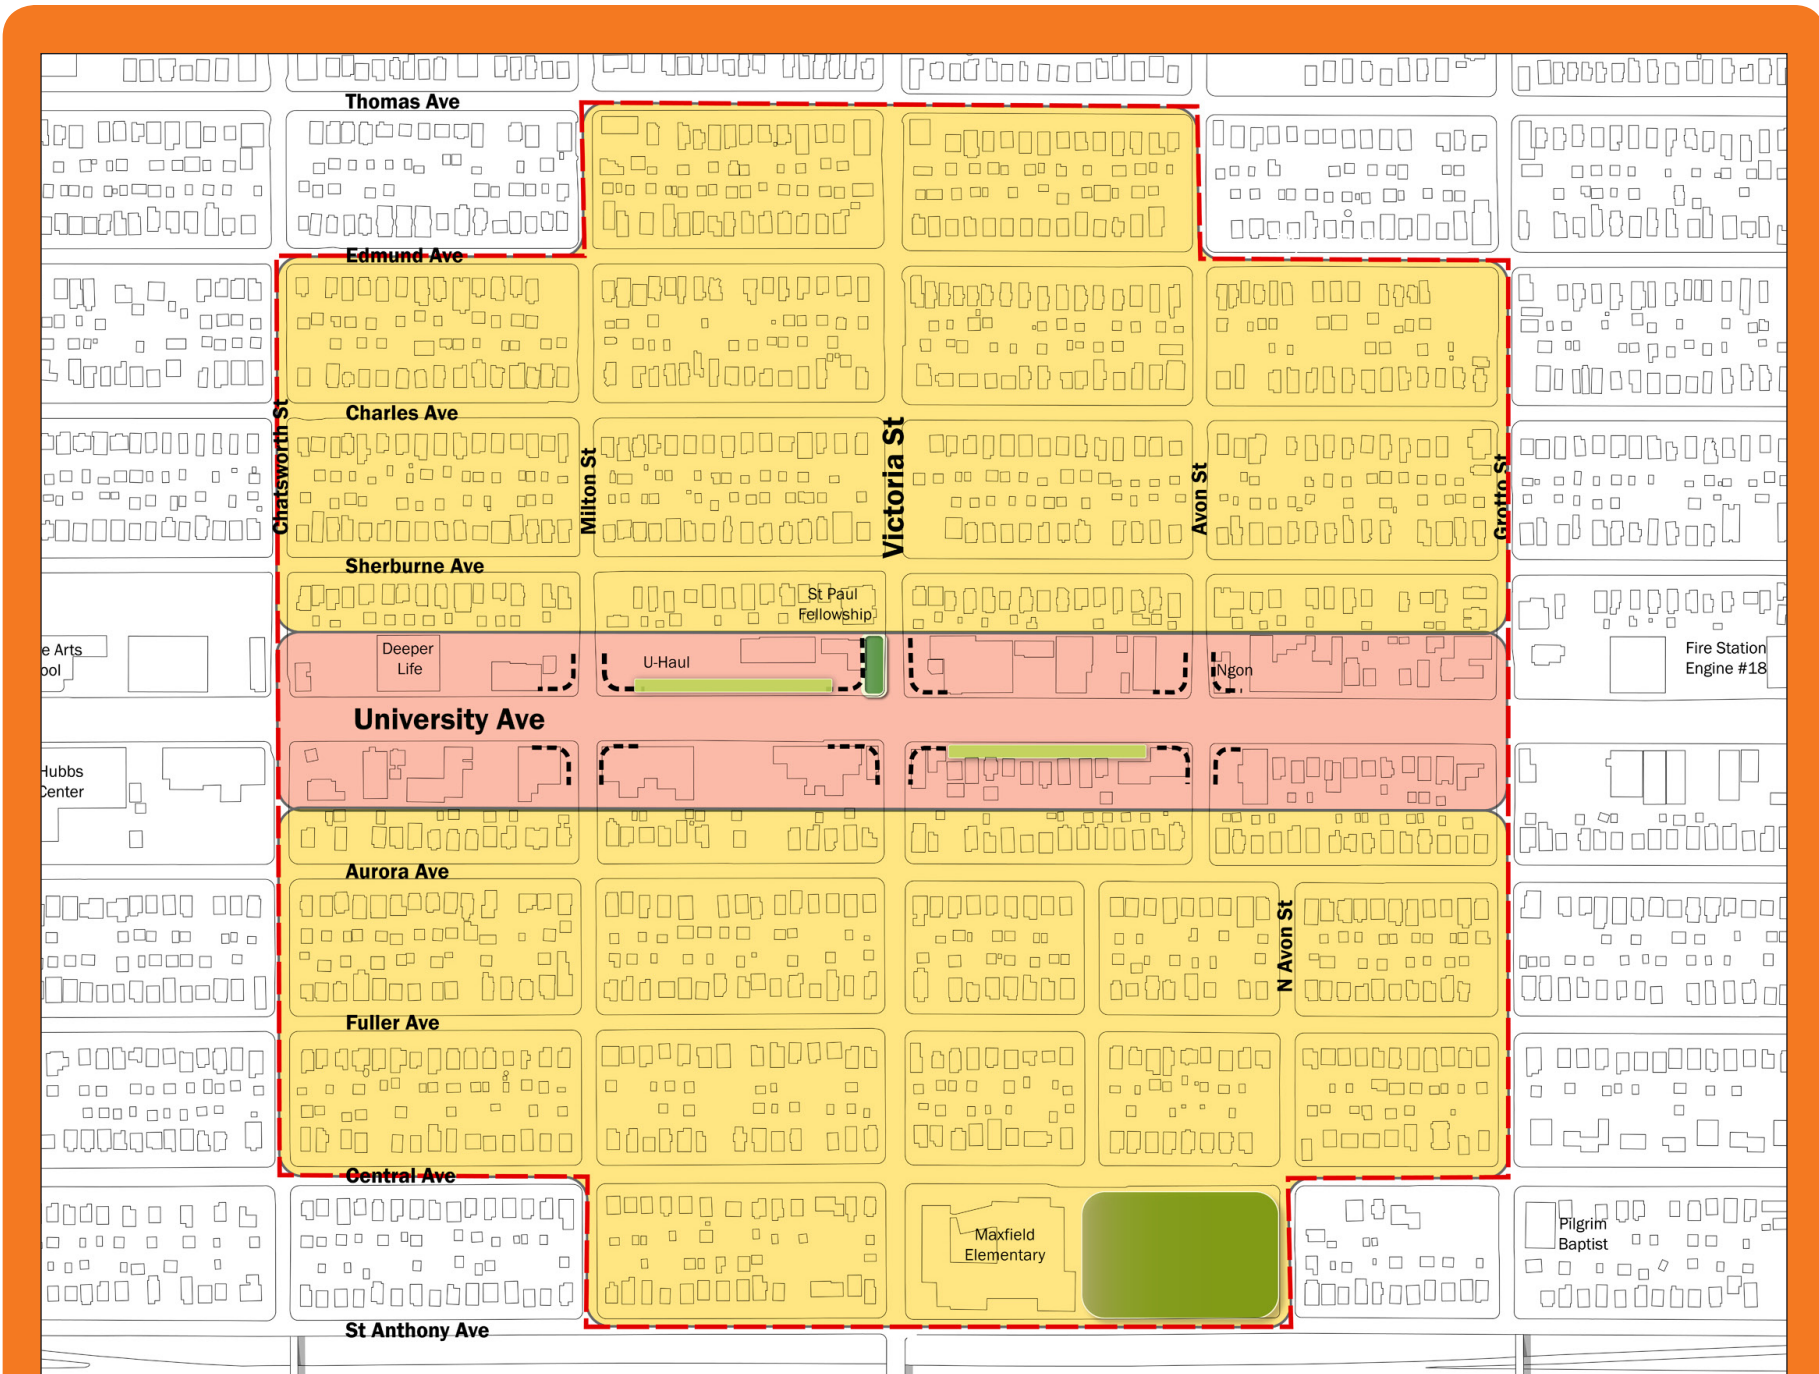 Thomas Ave
Edmund Ave
Chatsworth St
Charles Ave
Milton St
Victoria St
Avon St
Grotto St
Sherburne Ave
St Paul
Fellowship
e Arts
ool
Deeper
Life
U-Haul
Ngon
Fire Station
Engine #18
University Ave
Hubbs
Center
Aurora Ave
N Avon St
Fuller Ave
Central Ave
Maxfield
Elementary
Pilgrim
Baptist
St Anthony Ave